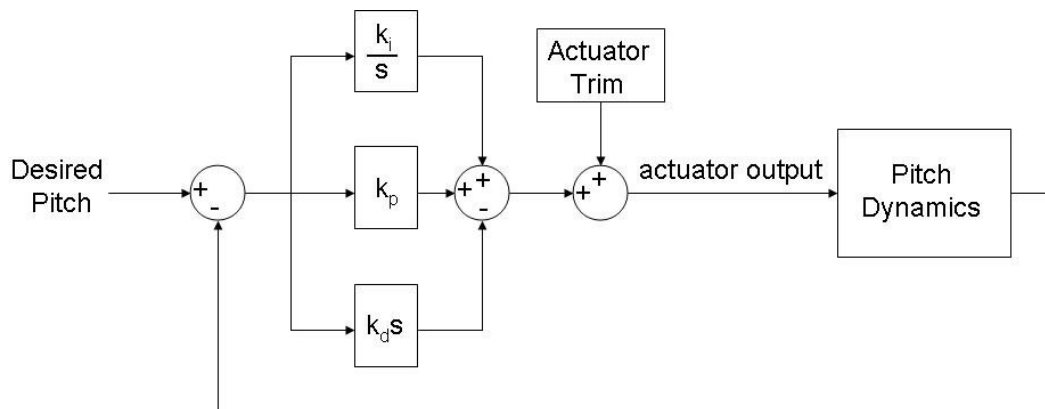 k_i
s
Actuator
Trim
Desired
Pitch
+
-
k_p
+ +
-
+ +
actuator output
Pitch
Dynamics
k_d s